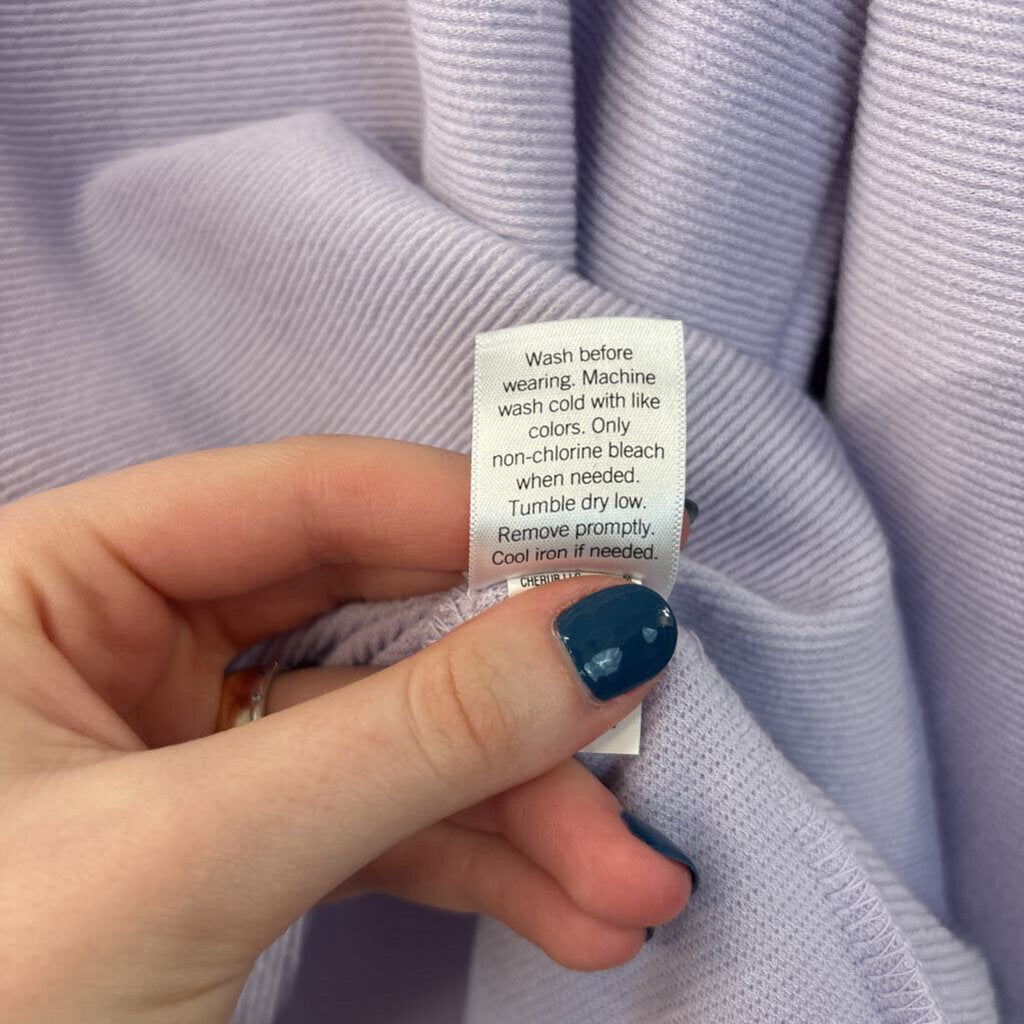 Wash before
wearing. Machine
wash cold with like
colors. Only
non-chlorine bleach
when needed.
Tumble dry low.
Remove promptly.
Cool iron if needed.
CHERUB